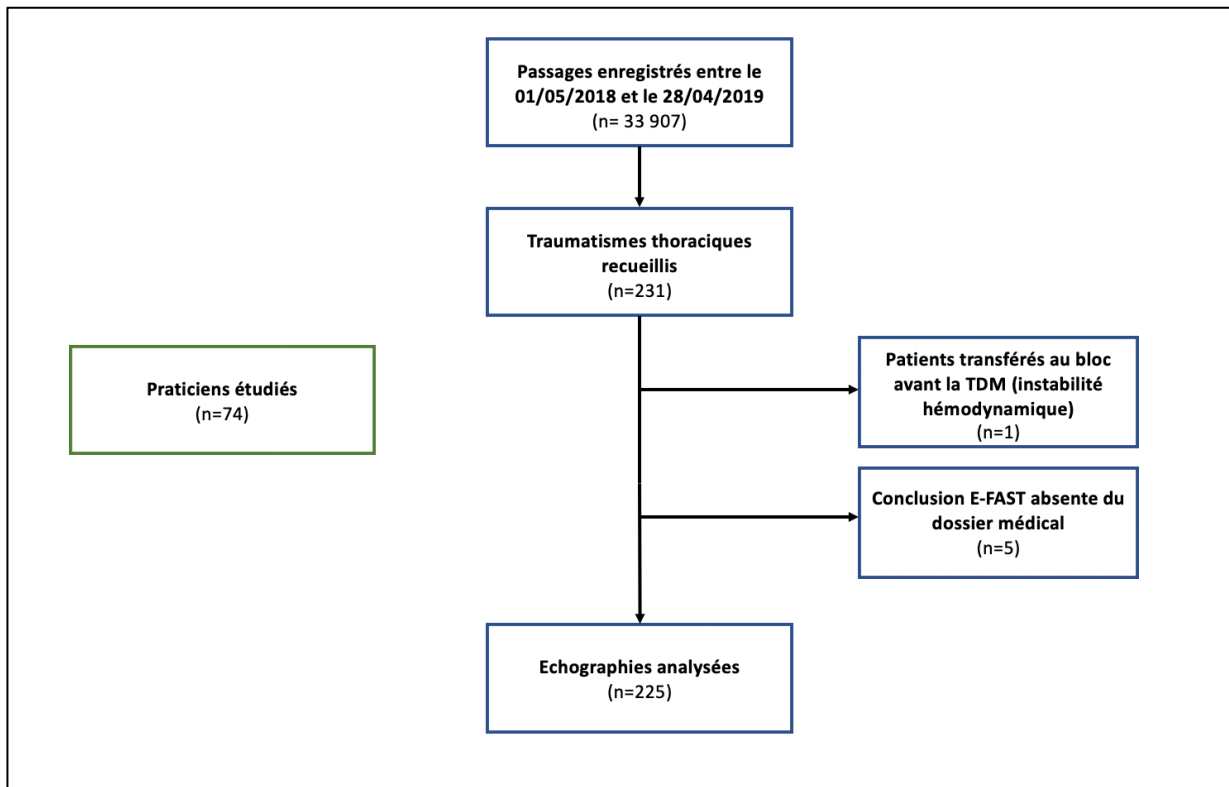 Passages enregistrés entre le
01/05/2018 et le 28/04/2019
(n= 33 907)
Traumatismes thoraciques
recueillis
(n=231)
Praticiens étudiés
(n=74)
Patients transférés au bloc
avant la TDM (instabilité
hémodynamique)
(n=1)
Conclusion E-FAST absente du
dossier médical
(n=5)
Echographies analysées
(n=225)